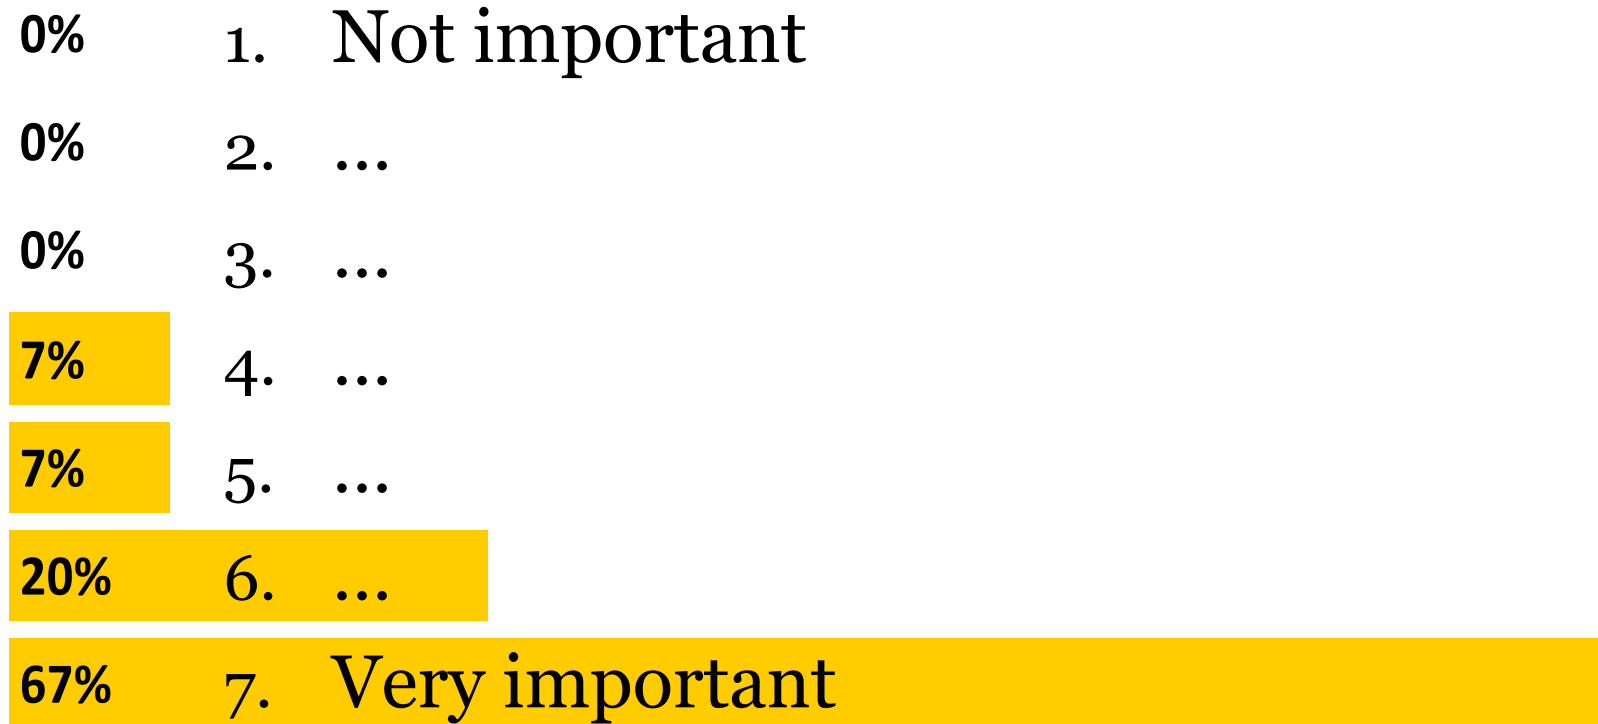 0% 1. Not important
0% 2. ...
0% 3. ...
7% 4. ...
7% 5. ...
20% 6. ...
67% 7. Very important